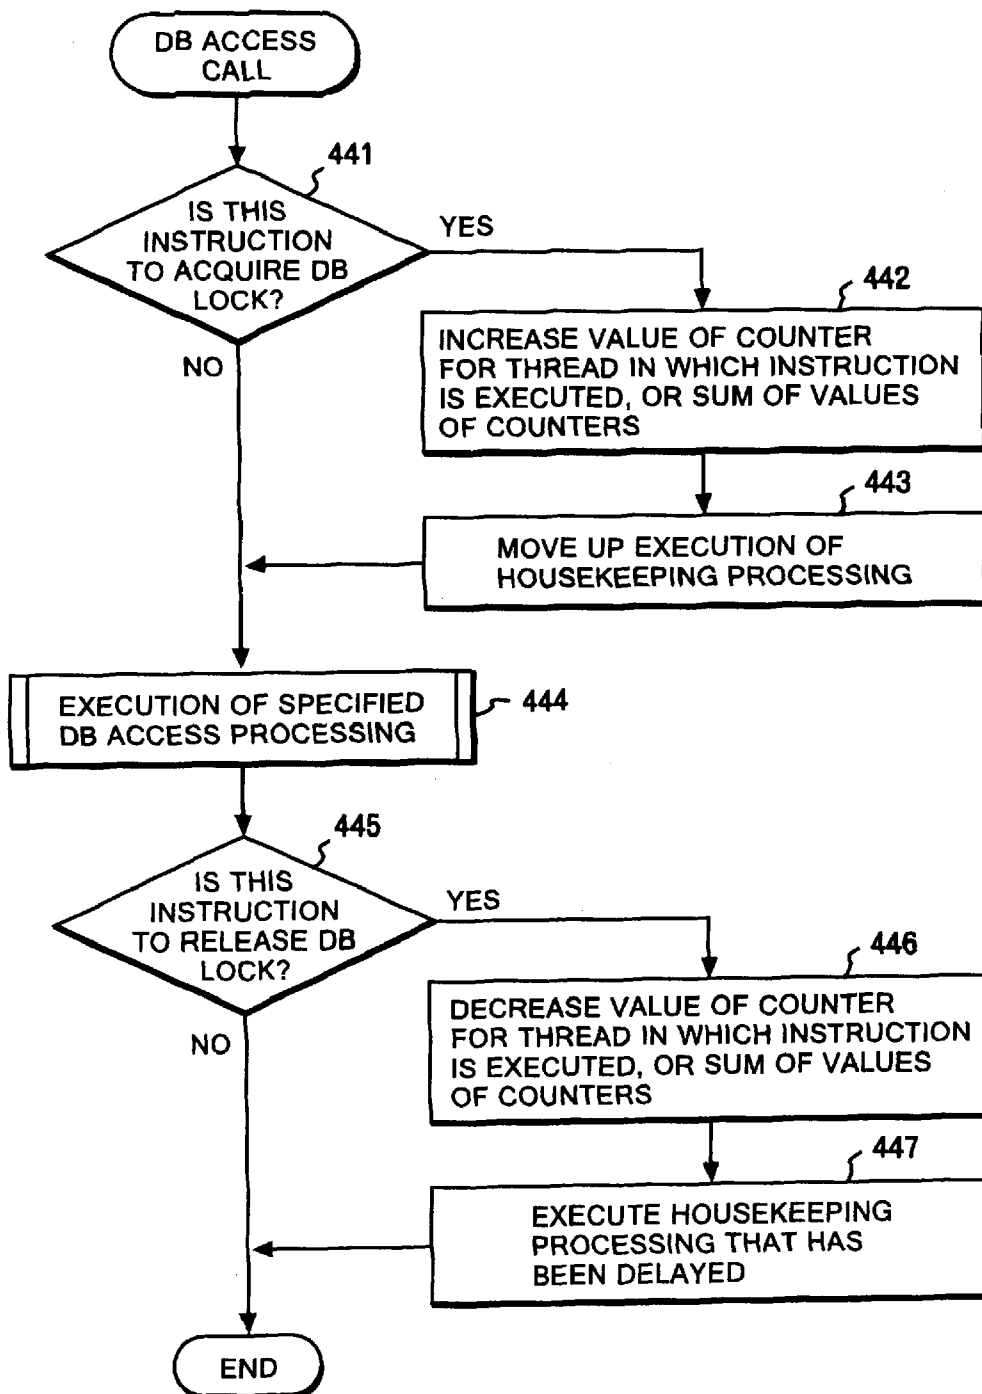 DB ACCESS
CALL
441
IS THIS
INSTRUCTION
TO ACQUIRE DB
LOCK?
YES
NO
442
INCREASE VALUE OF COUNTER
FOR THREAD IN WHICH INSTRUCTION
IS EXECUTED, OR SUM OF VALUES
OF COUNTERS
443
MOVE UP EXECUTION OF
HOUSEKEEPING PROCESSING
EXECUTION OF SPECIFIED
DB ACCESS PROCESSING
444
445
IS THIS
INSTRUCTION
TO RELEASE DB
LOCK?
YES
NO
446
DECREASE VALUE OF COUNTER
FOR THREAD IN WHICH INSTRUCTION
IS EXECUTED, OR SUM OF VALUES
OF COUNTERS
447
EXECUTE HOUSEKEEPING
PROCESSING THAT HAS
BEEN DELAYED
END